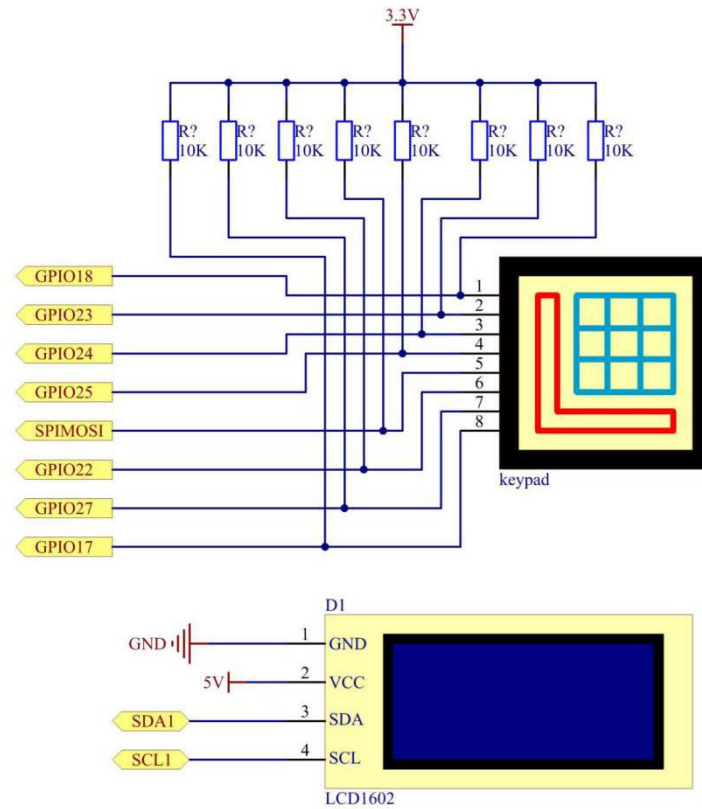 3.3V
R? R? R? R? R? R? R? R?
10K 10K 10K 10K 10K 10K 10K 10K
GPIO18
1
GPIO23
2
GPIO24
3
GPIO25
4
SPIMOSI
5
GPIO22
6
GPIO27
7
GPIO17
8
keypad
D1
GND 1 GND
5V 2 VCC
SDA1 3 SDA
SCL1 4 SCL
LCD1602